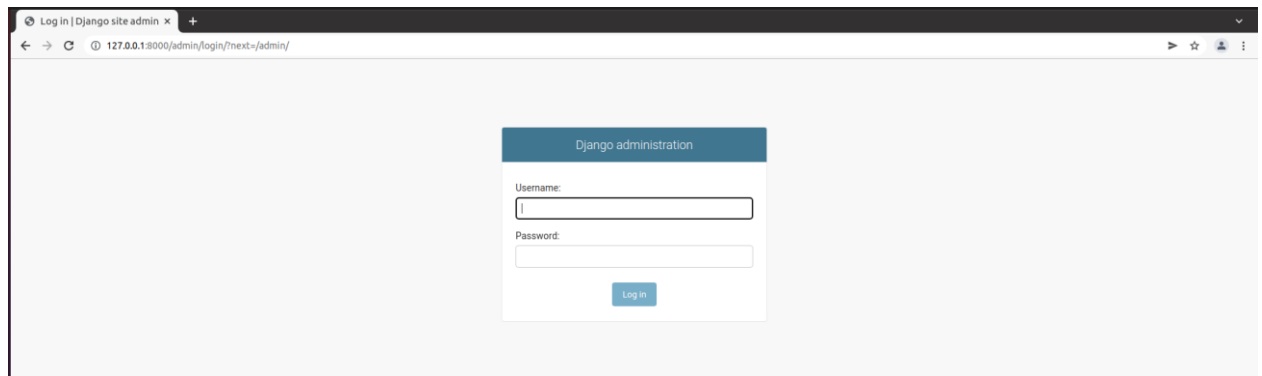 Log in | Django site admin
127.0.0.1:8000/admin/login/?next=/admin/
Django administration
Username:
Password:
Log in